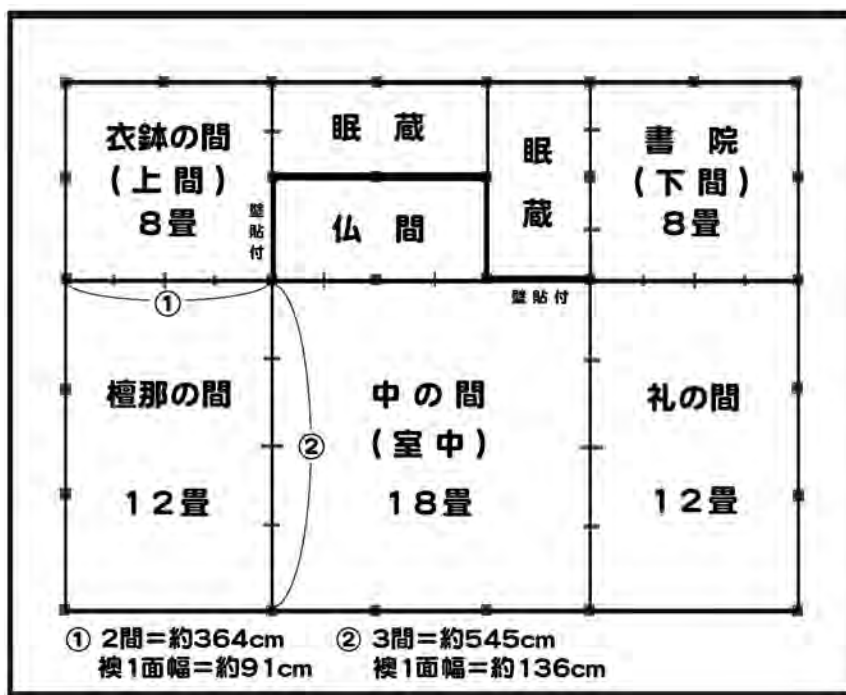 衣鉢の間
(上間)
8畳
壁貼付
眠 蔵
仏 間
眠
蔵
書 院
(下間)
8畳
①
壁貼付
檀那の間
12畳
②
中の間
(室中)
18畳
礼の間
12畳
① 2間=約364cm
襖1面幅=約91cm
② 3間=約545cm
襖1面幅=約136cm